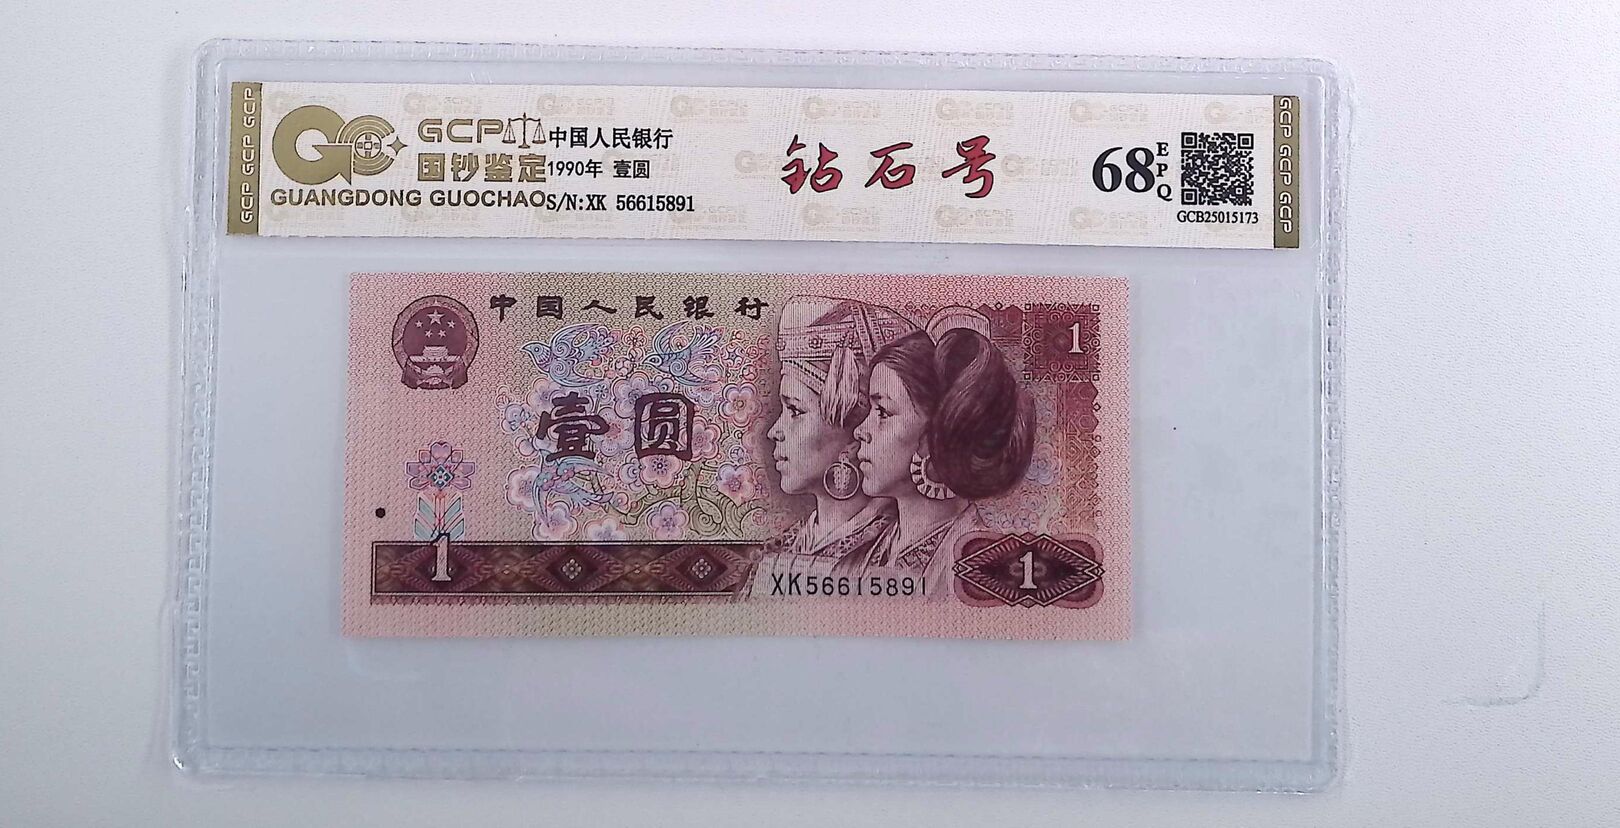 GCP
中国人民银行
国钞鉴定
1990年 壹圆
GUANGDONG GUOCHAO
S/N:XK 56615891
钻石号
68
EPQ
GCB25015173
GCP GCP GCP
GCP GCP GCP
中国人民银行
1
壹圆
1
XK56615891
1